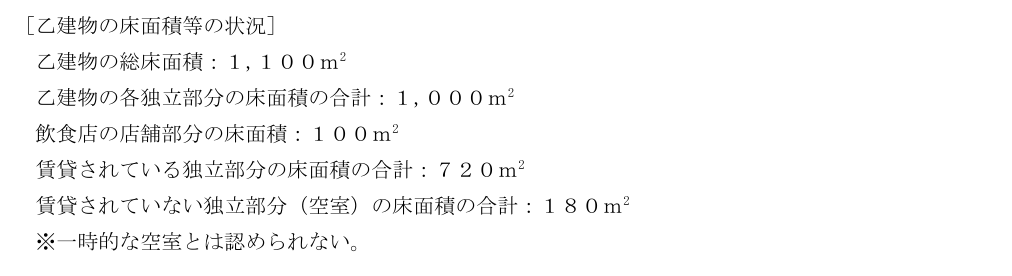 ［乙建物の床面積等の状況］
乙建物の総床面積：１,１００ｍ²
乙建物の各独立部分の床面積の合計：１,０００ｍ²
飲食店の店舗部分の床面積：１００ｍ²
賃貸されている独立部分の床面積の合計：７２０ｍ²
賃貸されていない独立部分（空室）の床面積の合計：１８０ｍ²
※一時的な空室とは認められない。